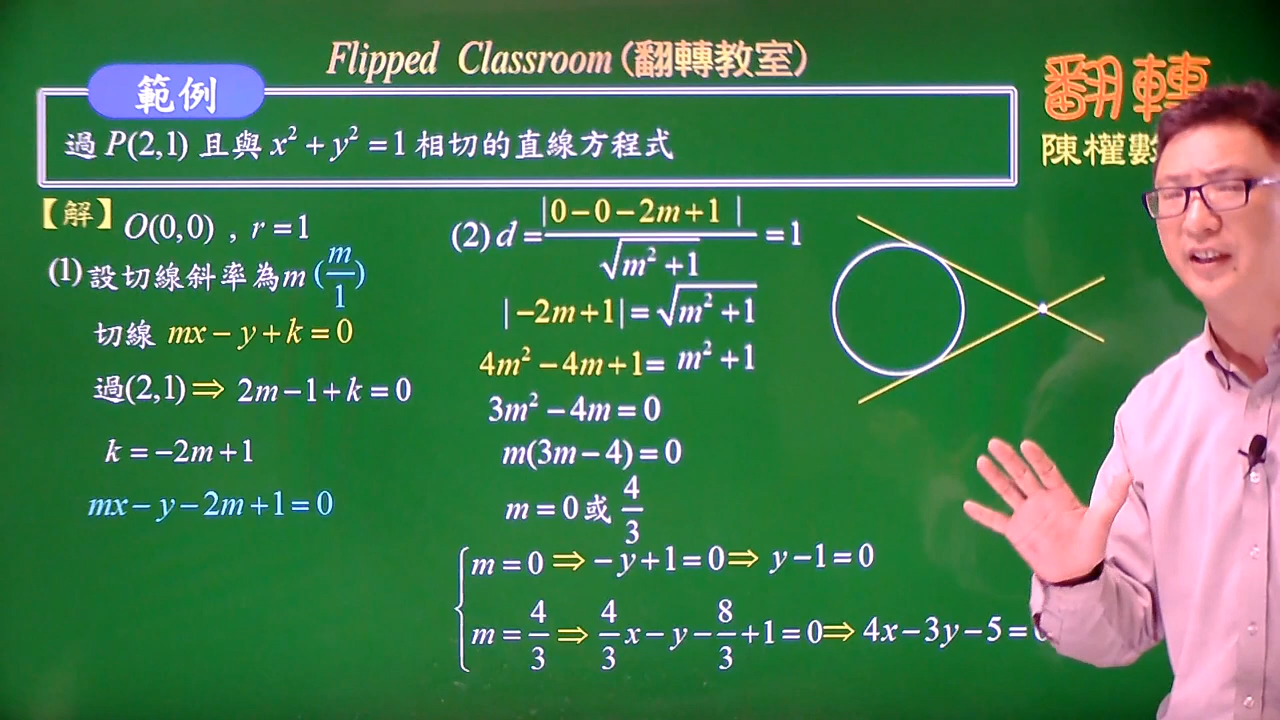 Flipped Classroom (翻轉教室)
翻轉
陳權數
範例
過 P(2,1) 且與 x² + y² = 1 相切的直線方程式
【解】 O(0,0) , r = 1
(1) 設切線斜率為 m (m/1)
切線 mx − y + k = 0
過(2,1) ⇒ 2m − 1 + k = 0
k = −2m + 1
mx − y − 2m + 1 = 0
(2) d = |0 − 0 − 2m + 1| / √(m² + 1) = 1
|−2m + 1| = √(m² + 1)
4m² − 4m + 1 = m² + 1
3m² − 4m = 0
m(3m − 4) = 0
m = 0 或 4/3
m = 0 ⇒ −y + 1 = 0 ⇒ y − 1 = 0
m = 4/3 ⇒ 4/3 x − y − 8/3 + 1 = 0 ⇒ 4x − 3y − 5 = 0